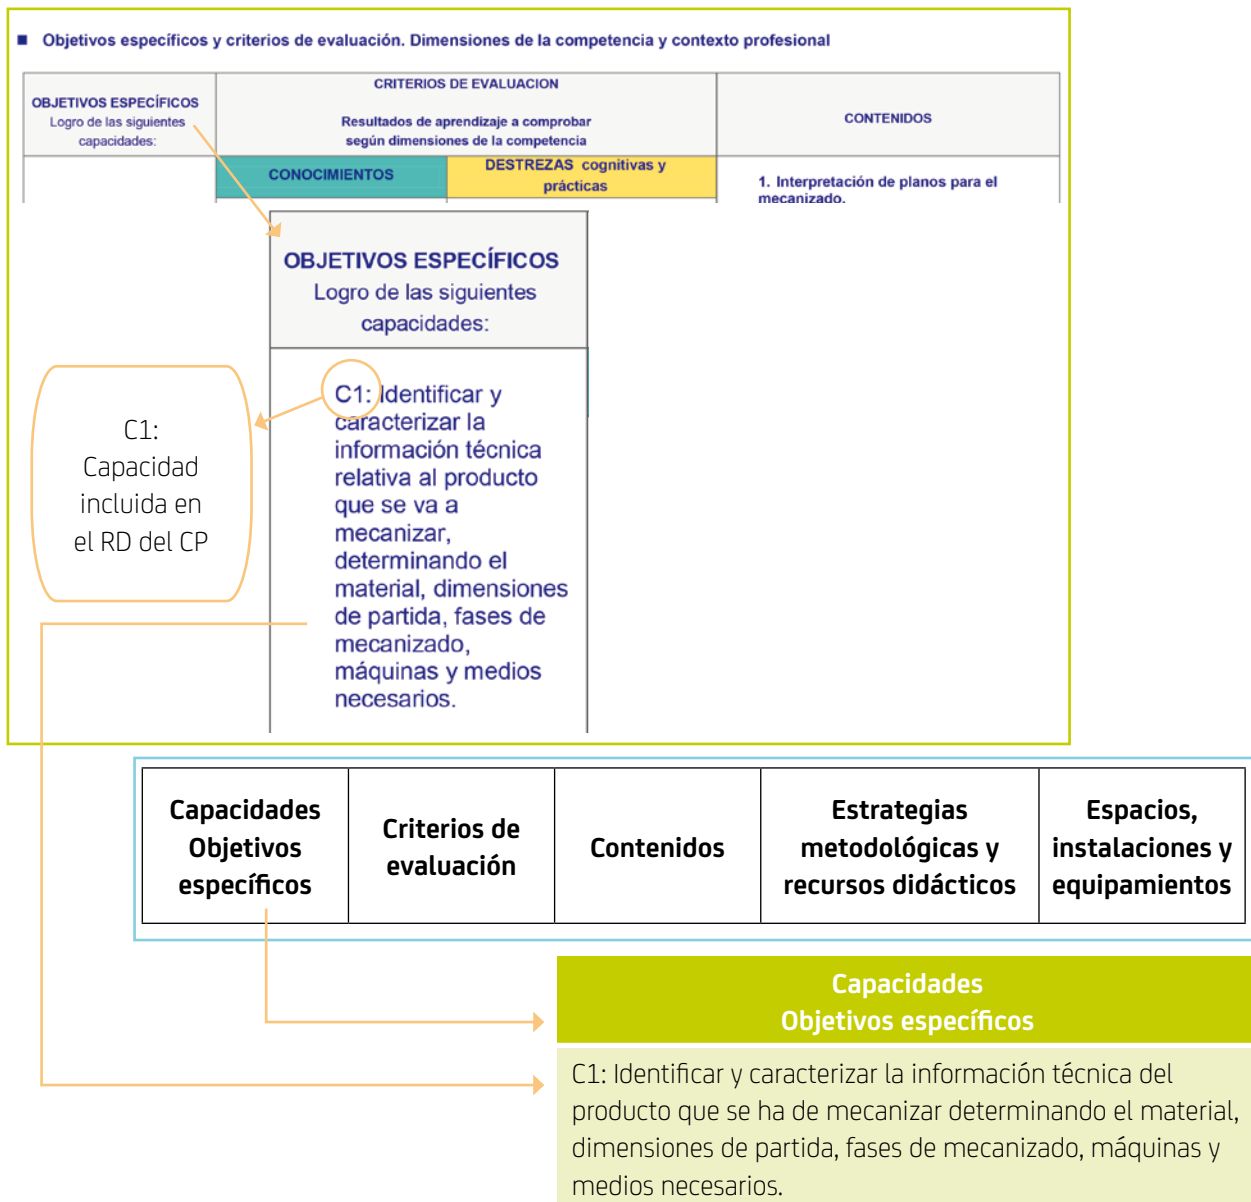 Objetivos específicos y criterios de evaluación. Dimensiones de la competencia y contexto profesional
OBJETIVOS ESPECÍFICOS
Logro de las siguientes
capacidades:
CRITERIOS DE EVALUACION
Resultados de aprendizaje a comprobar
según dimensiones de la competencia
CONTENIDOS
CONOCIMIENTOS
DESTREZAS cognitivas y
prácticas
1. Interpretación de planos para el
mecanizado.
OBJETIVOS ESPECÍFICOS
Logro de las siguientes
capacidades:
C1: Identificar y
caracterizar la
información técnica
relativa al producto
que se va a
mecanizar,
determinando el
material, dimensiones
de partida, fases de
mecanizado,
máquinas y medios
necesarios.
C1:
Capacidad
incluida en
el RD del CP
Capacidades
Objetivos
específicos
Criterios de
evaluación
Contenidos
Estrategias
metodológicas y
recursos didácticos
Espacios,
instalaciones y
equipamientos
Capacidades
Objetivos específicos
C1: Identificar y caracterizar la información técnica del
producto que se ha de mecanizar determinando el material,
dimensiones de partida, fases de mecanizado, máquinas y
medios necesarios.